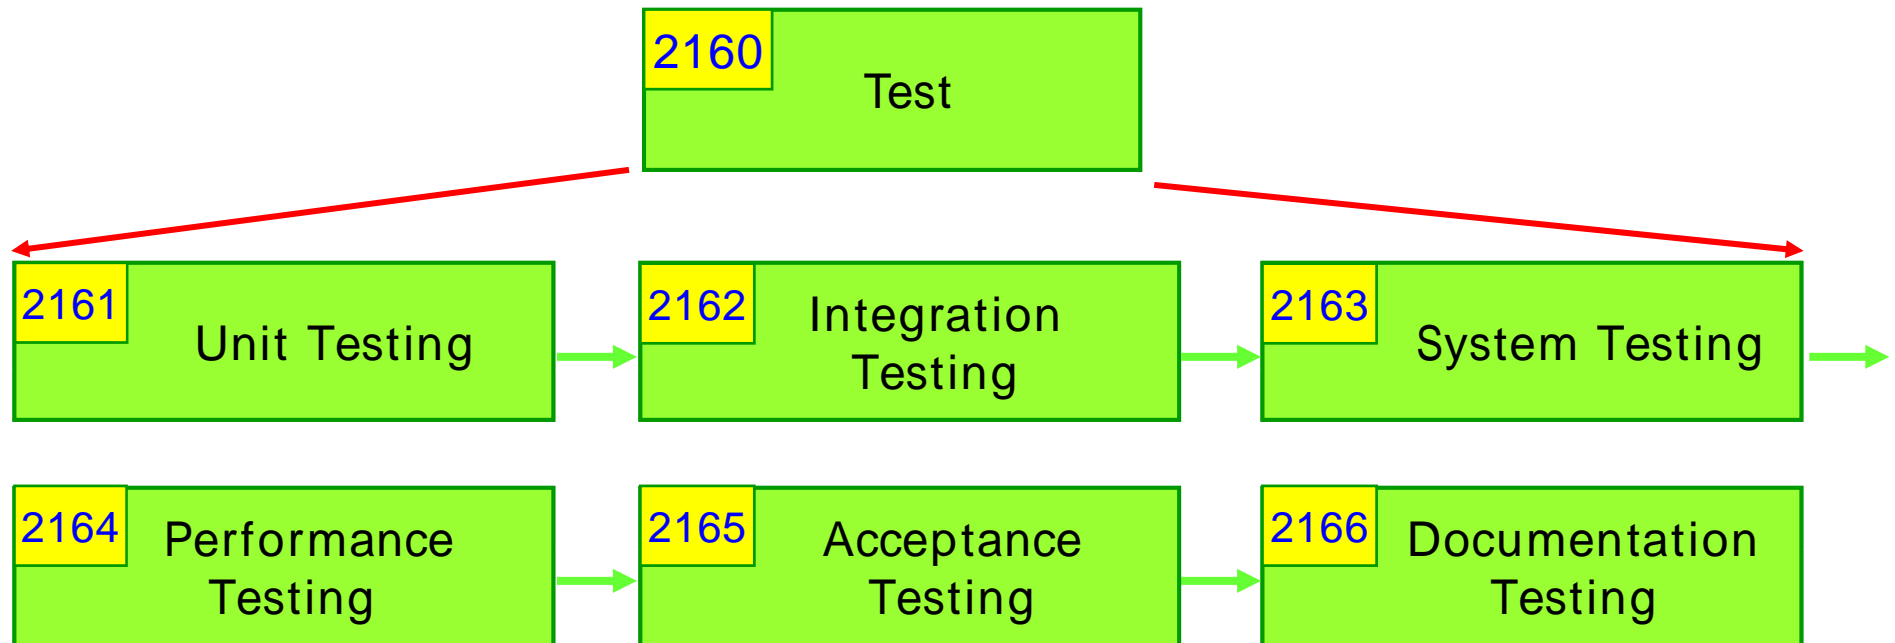 2160
Test
2161
Unit Testing
2162
Integration
Testing
2163
System Testing
2164
Performance
Testing
2165
Acceptance
Testing
2166
Documentation
Testing